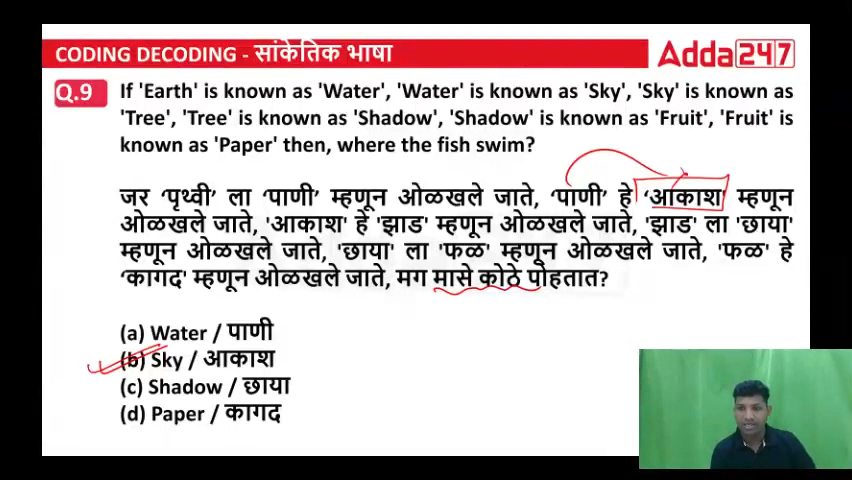 CODING DECODING - सांकेतिक भाषा
Adda247
Q.9
If 'Earth' is known as 'Water', 'Water' is known as 'Sky', 'Sky' is known as
'Tree', 'Tree' is known as 'Shadow', 'Shadow' is known as 'Fruit', 'Fruit' is
known as 'Paper' then, where the fish swim?
जर ‘पृथ्वी’ ला ‘पाणी’ म्हणून ओळखले जाते, ‘पाणी’ हे ‘आकाश’ म्हणून
ओळखले जाते, 'आकाश' हे 'झाड' म्हणून ओळखले जाते, 'झाड' ला 'छाया'
म्हणून ओळखले जाते, 'छाया' ला 'फळ' म्हणून ओळखले जाते, 'फळ' हे
‘कागद’ म्हणून ओळखले जाते, मग मासे कोठे पोहतात?
(a) Water / पाणी
(b) Sky / आकाश
(c) Shadow / छाया
(d) Paper / कागद